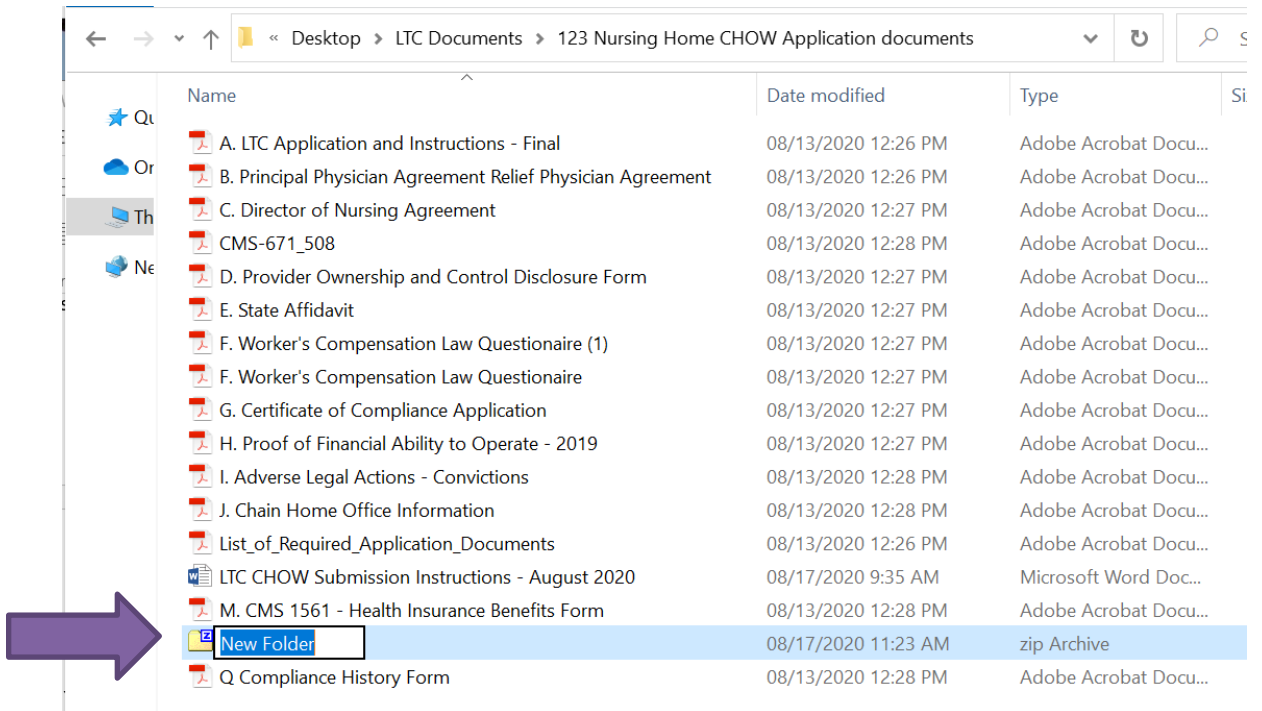 « Desktop > LTC Documents > 123 Nursing Home CHOW Application documents
Name Date modified Type
A. LTC Application and Instructions - Final 08/13/2020 12:26 PM Adobe Acrobat Docu...
B. Principal Physician Agreement Relief Physician Agreement 08/13/2020 12:26 PM Adobe Acrobat Docu...
C. Director of Nursing Agreement 08/13/2020 12:27 PM Adobe Acrobat Docu...
CMS-671_508 08/13/2020 12:28 PM Adobe Acrobat Docu...
D. Provider Ownership and Control Disclosure Form 08/13/2020 12:27 PM Adobe Acrobat Docu...
E. State Affidavit 08/13/2020 12:27 PM Adobe Acrobat Docu...
F. Worker's Compensation Law Questionaire (1) 08/13/2020 12:27 PM Adobe Acrobat Docu...
F. Worker's Compensation Law Questionaire 08/13/2020 12:27 PM Adobe Acrobat Docu...
G. Certificate of Compliance Application 08/13/2020 12:27 PM Adobe Acrobat Docu...
H. Proof of Financial Ability to Operate - 2019 08/13/2020 12:27 PM Adobe Acrobat Docu...
I. Adverse Legal Actions - Convictions 08/13/2020 12:28 PM Adobe Acrobat Docu...
J. Chain Home Office Information 08/13/2020 12:28 PM Adobe Acrobat Docu...
List_of_Required_Application_Documents 08/13/2020 12:26 PM Adobe Acrobat Docu...
LTC CHOW Submission Instructions - August 2020 08/17/2020 9:35 AM Microsoft Word Doc...
M. CMS 1561 - Health Insurance Benefits Form 08/13/2020 12:28 PM Adobe Acrobat Docu...
New Folder 08/17/2020 11:23 AM zip Archive
Q Compliance History Form 08/13/2020 12:28 PM Adobe Acrobat Docu...